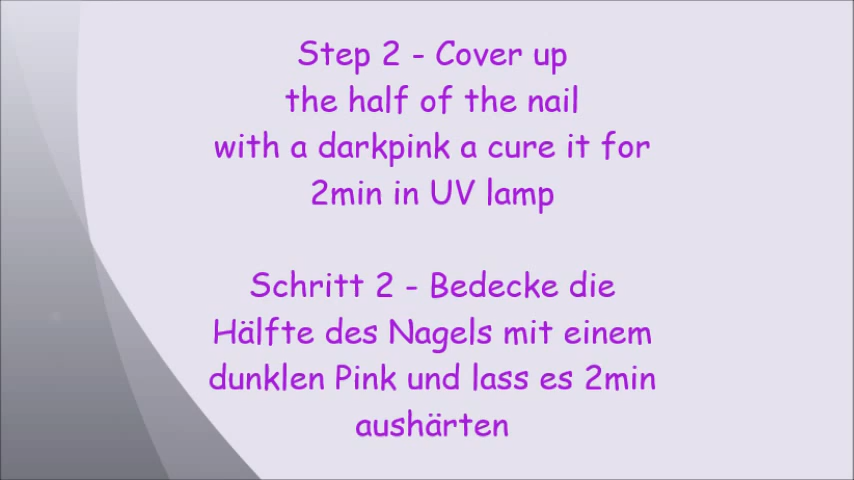 Step 2 - Cover up
the half of the nail
with a darkpink a cure it for
2min in UV lamp
Schritt 2 - Bedecke die
Hälfte des Nagels mit einem
dunklen Pink und lass es 2min
aushärten